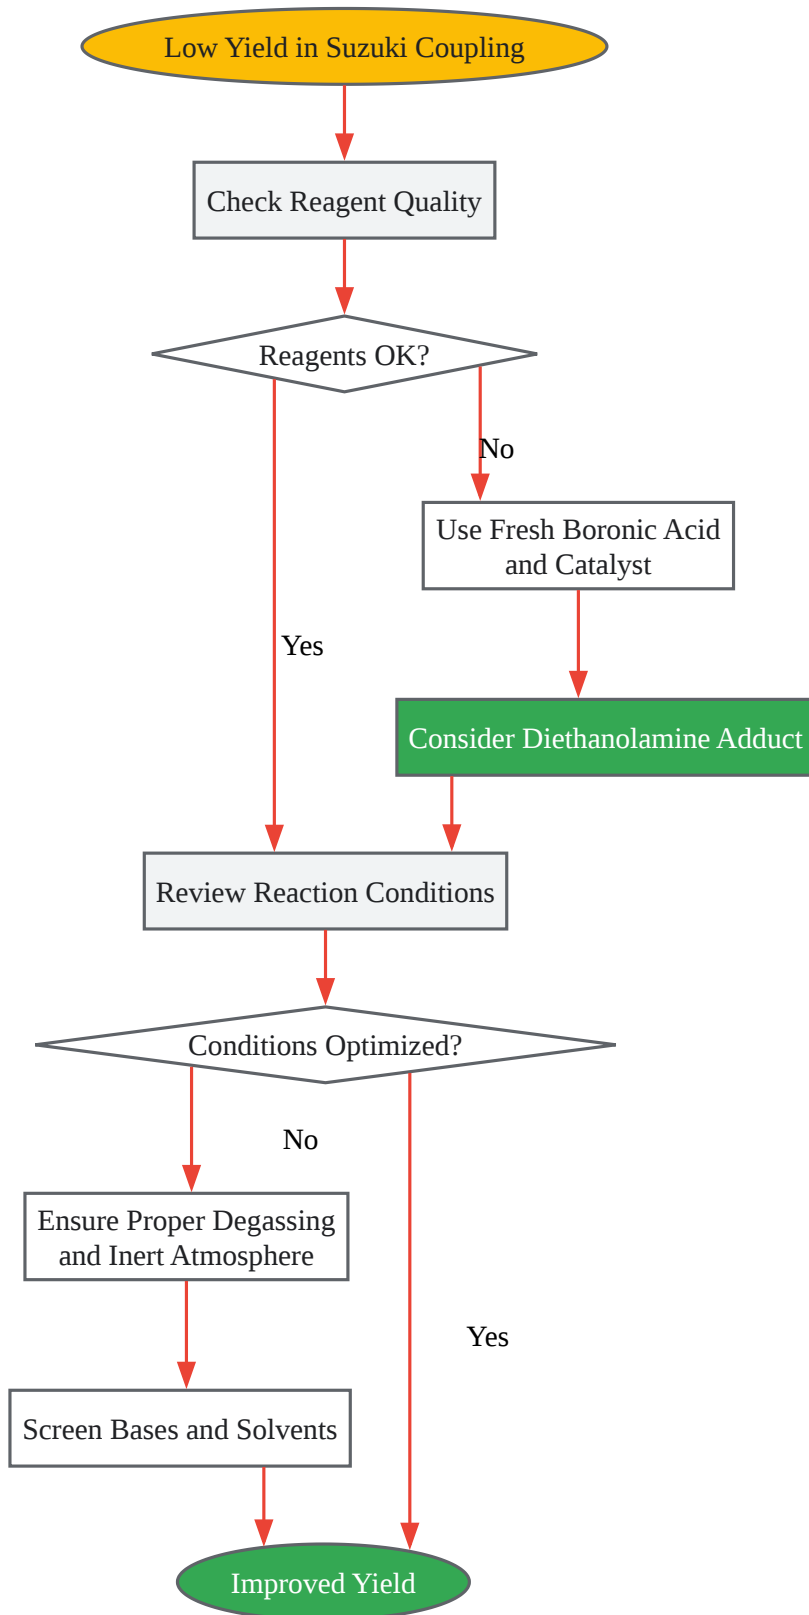 Low Yield in Suzuki Coupling
Check Reagent Quality
Reagents OK?
No
Use Fresh Boronic Acid
and Catalyst
Yes
Consider Diethanolamine Adduct
Review Reaction Conditions
Conditions Optimized?
No
Ensure Proper Degassing
and Inert Atmosphere
Yes
Screen Bases and Solvents
Improved Yield